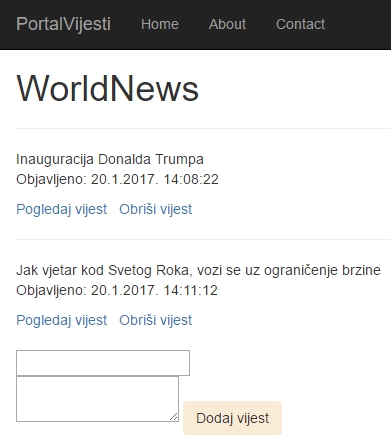 PortalVijesti Home About Contact
WorldNews
Inauguracija Donalda Trumpa
Objavljeno: 20.1.2017. 14:08:22
Pogledaj vijest Obriši vijest
Jak vjetar kod Svetog Roka, vozi se uz ograničenje brzine
Objavljeno: 20.1.2017. 14:11:12
Pogledaj vijest Obriši vijest
Dodaj vijest